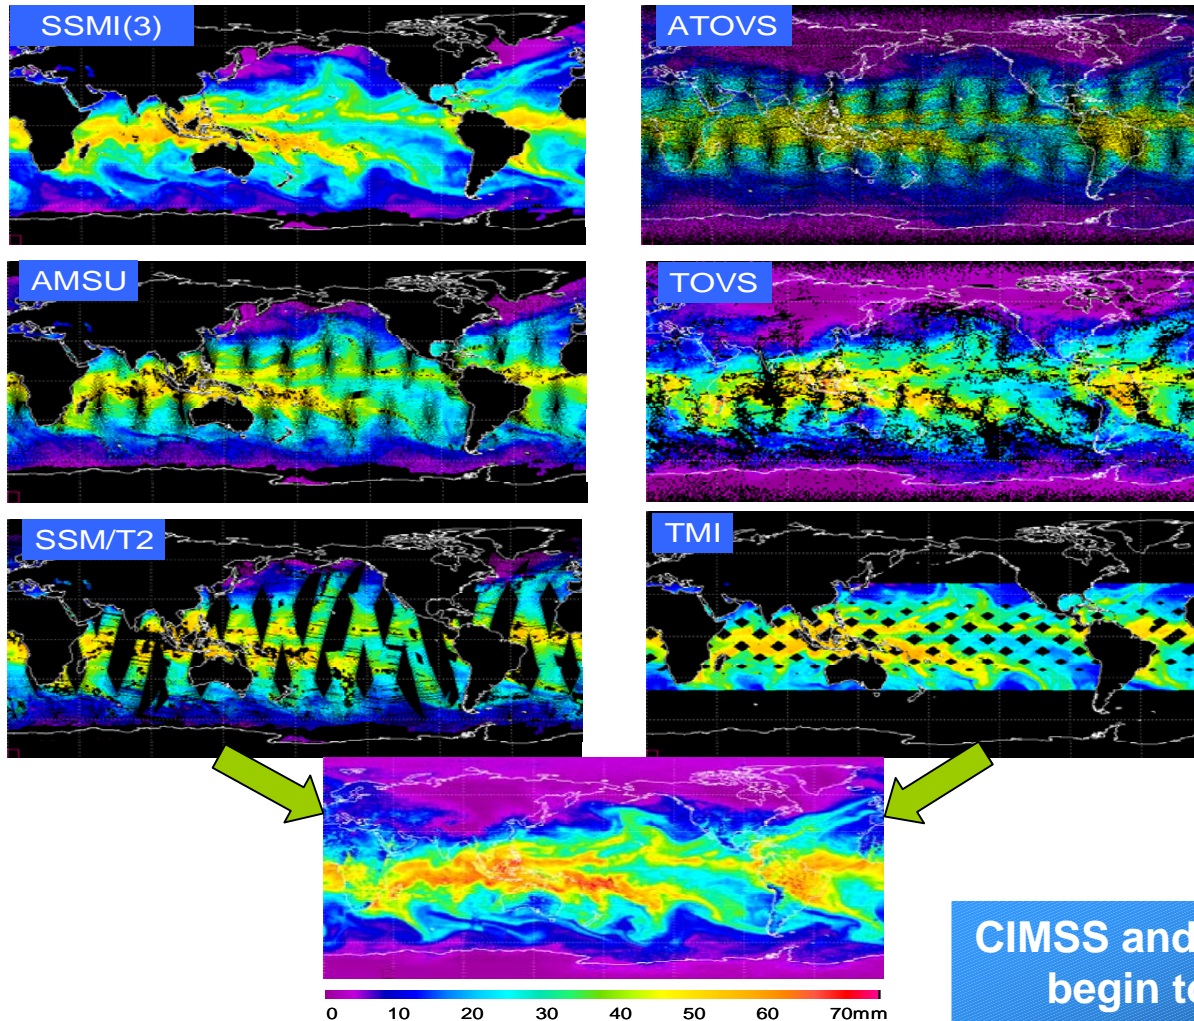 SSMI(3)
ATOVS
AMSU
TOVS
SSM/T2
TMI
0 10 20 30 40 50 60 70mm
CIMSS and
begin to